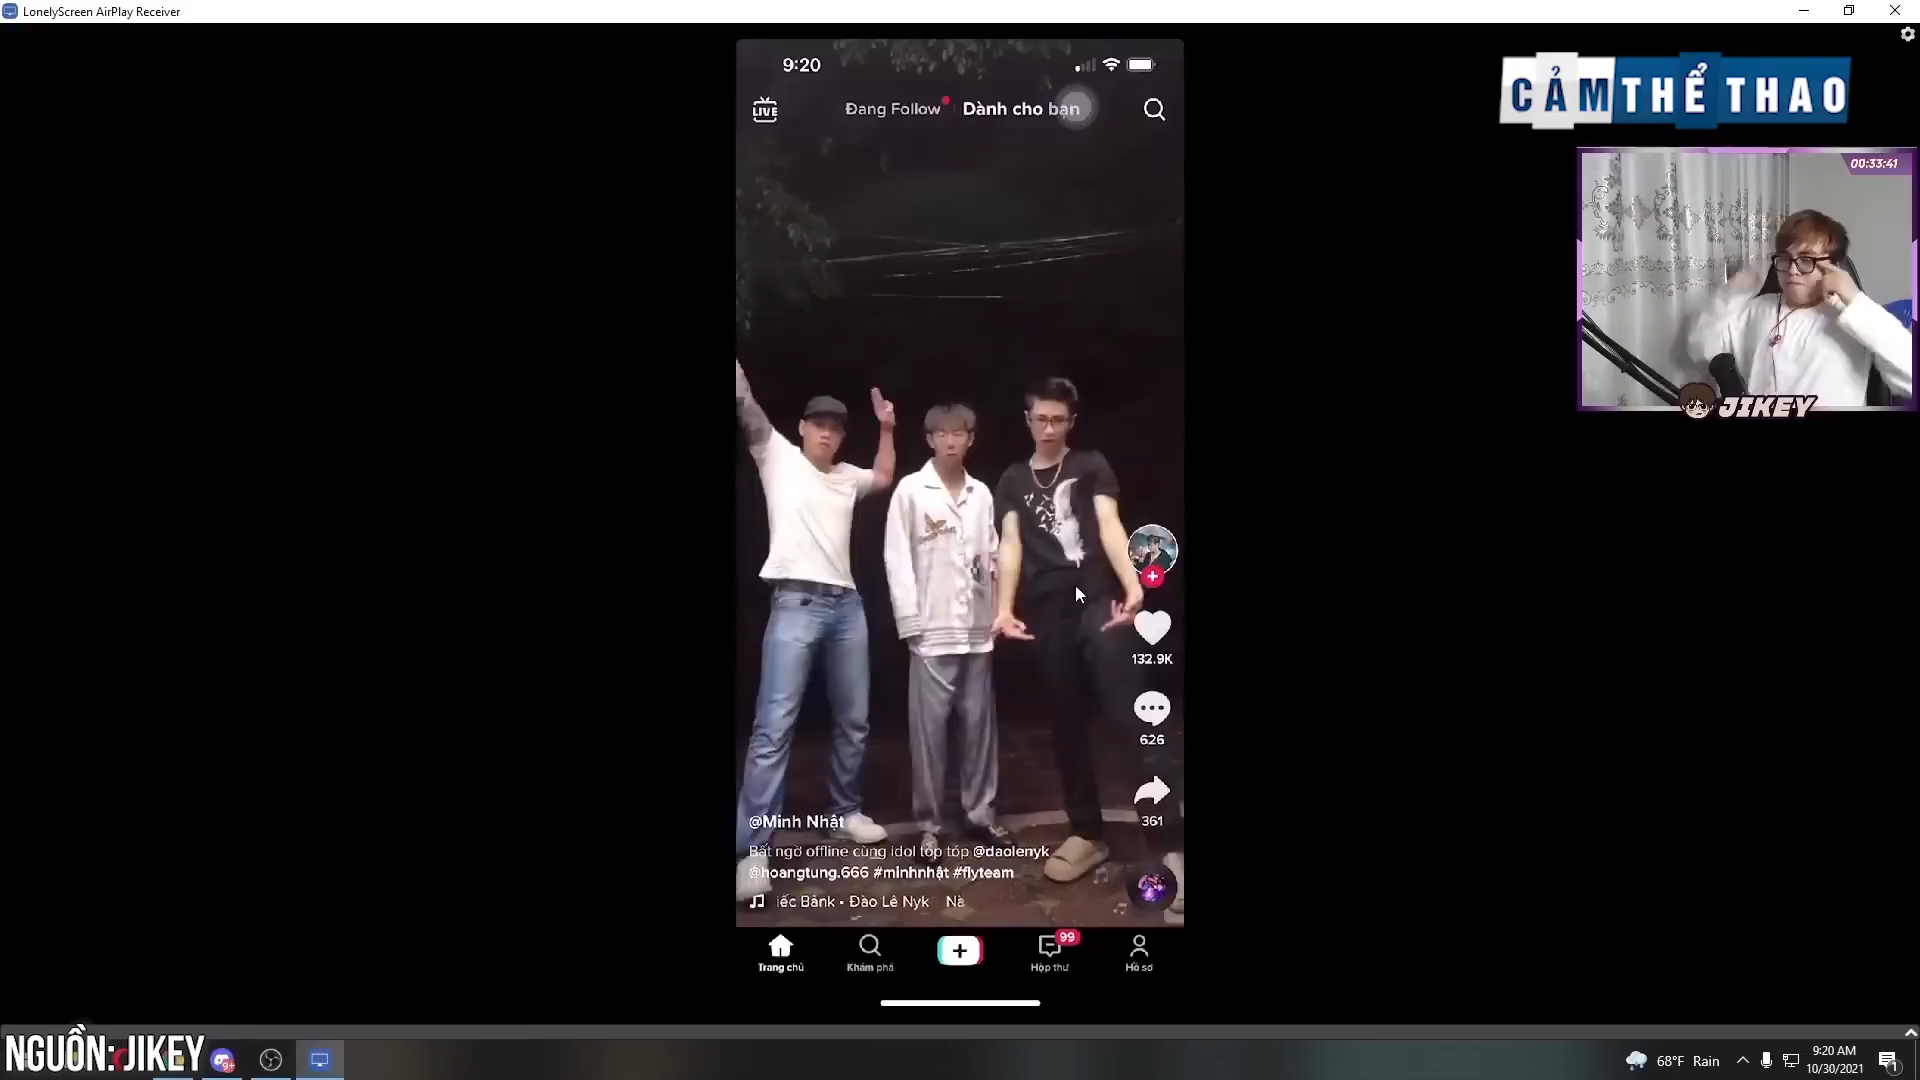 LonelyScreen AirPlay Receiver
9:20
LIVE
Đang Follow
Dành cho bạn
CẢM THỂ THAO
00:33:41
JIKEY
132.9K
626
361
@Minh Nhật
Bất ngờ offline cùng idol tóp tóp @daolenyk
@hoangtung.666 #minhnhật #flyteam
iếc Bánk • Đào Lê Nyk Nà
99
Trang chủ
Khám phá
Hộp thư
Hồ sơ
NGUỒN: JIKEY
9+
68°F Rain
9:20 AM
10/30/2021
1